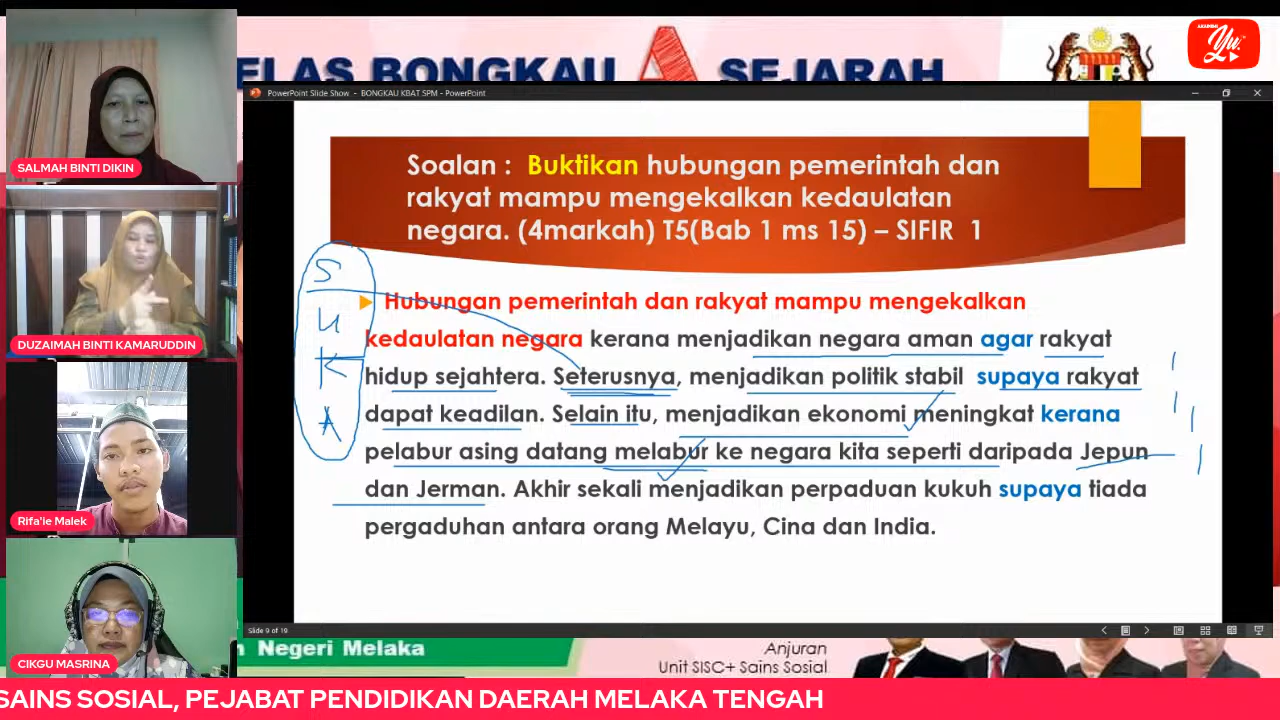 ELAS BONGKAU A SEJARAH
AKADEMI
Yu
PowerPoint Slide Show - BONGKAU KBAT SPM - PowerPoint
SALMAH BINTI DIKIN
DUZAIMAH BINTI KAMARUDDIN
Rifa'ie Malek
CIKGU MASRINA
Soalan : Buktikan hubungan pemerintah dan
rakyat mampu mengekalkan kedaulatan
negara. (4markah) T5(Bab 1 ms 15) – SIFIR 1
S
U
K
A
Hubungan pemerintah dan rakyat mampu mengekalkan
kedaulatan negara kerana menjadikan negara aman agar rakyat
hidup sejahtera. Seterusnya, menjadikan politik stabil supaya rakyat
dapat keadilan. Selain itu, menjadikan ekonomi meningkat kerana
pelabur asing datang melabur ke negara kita seperti daripada Jepun
dan Jerman. Akhir sekali menjadikan perpaduan kukuh supaya tiada
pergaduhan antara orang Melayu, Cina dan India.
Slide 9 of 19
Negeri Melaka
Anjuran
Unit SISC+ Sains Sosial
SAINS SOSIAL, PEJABAT PENDIDIKAN DAERAH MELAKA TENGAH